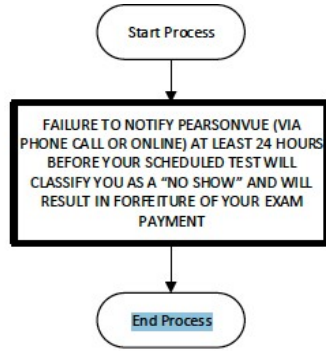 Start Process
FAILURE TO NOTIFY PEARSONVUE (VIA
PHONE CALL OR ONLINE) AT LEAST 24 HOURS
BEFORE YOUR SCHEDULED TEST WILL
CLASSIFY YOU AS A “NO SHOW” AND WILL
RESULT IN FORFEITURE OF YOUR EXAM
PAYMENT
End Process